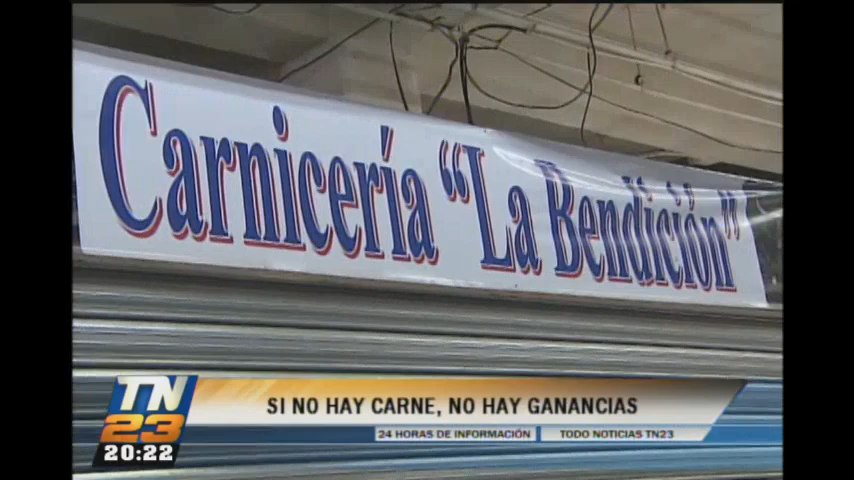 Carnicería "La Bendición"
TN
23
20:22
SI NO HAY CARNE, NO HAY GANANCIAS
24 HORAS DE INFORMACIÓN
TODO NOTICIAS TN23